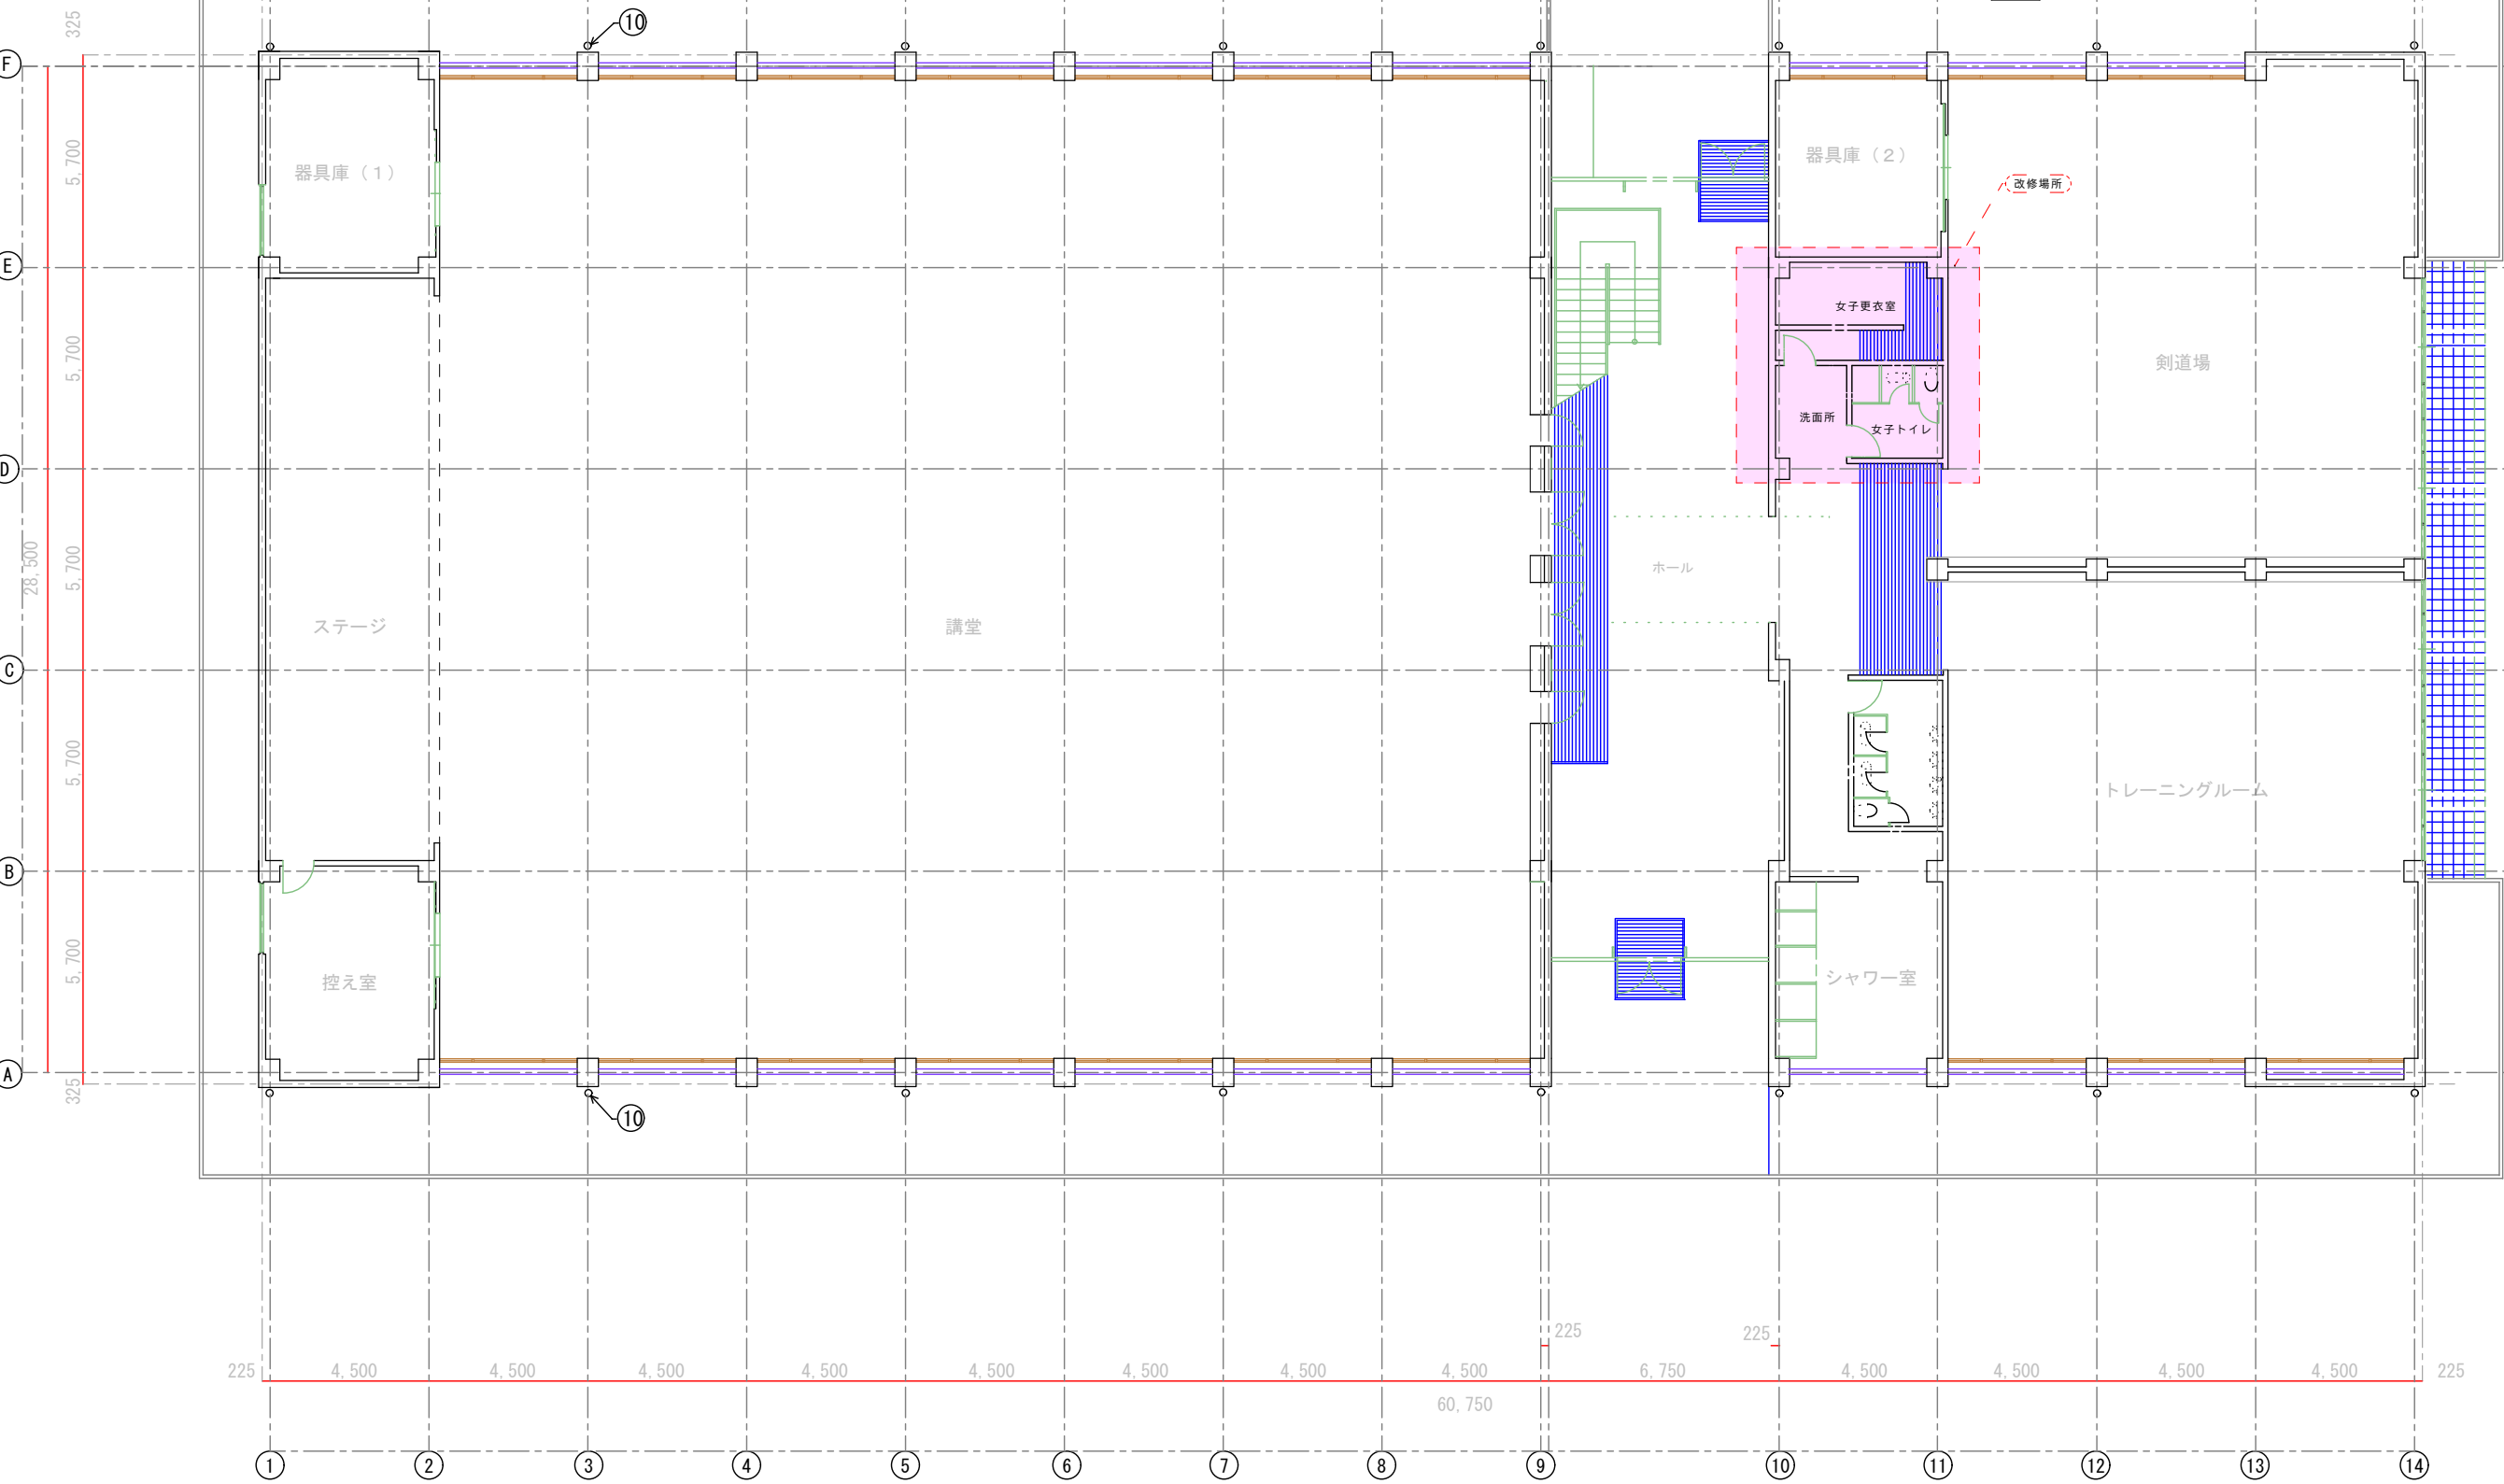 325
10
F
5,700
器具庫（１）
器具庫（２）
改修場所
E
女子更衣室
5,700
剣道場
洗面所
女子トイレ
D
28,500
5,700
ホール
ステージ
講堂
C
5,700
トレーニングルーム
B
5,700
控え室
シャワー室
A
325
10
225
225
225
4,500
4,500
4,500
4,500
4,500
4,500
4,500
4,500
6,750
4,500
4,500
4,500
4,500
225
60,750
1
2
3
4
5
6
7
8
9
10
11
12
13
14